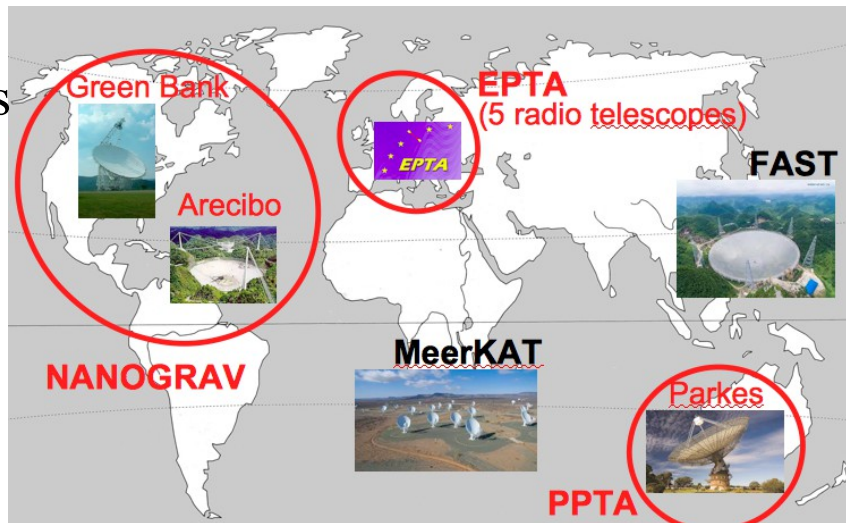 s
Green Bank
Arecibo
NANOGRAV
EPTA
(5 radio telescopes)
EPTA
FAST
MeerKAT
Parkes
PPTA